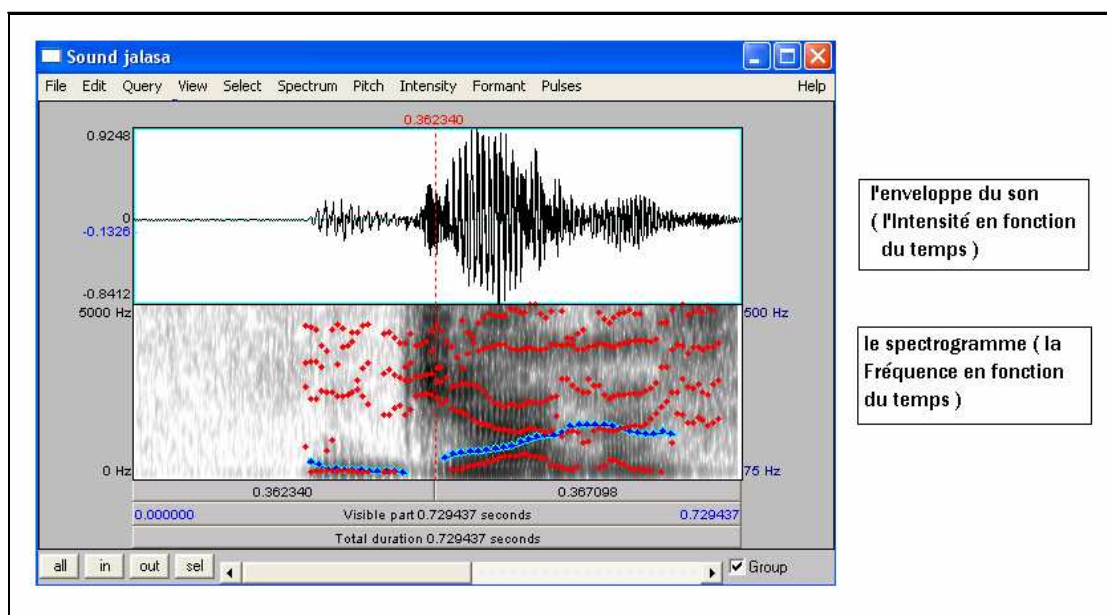 Sound jalasa
File Edit Query View Select Spectrum Pitch Intensity Formant Pulses Help
0.362340
0.9248
0
-0.1326
-0.8412
5000 Hz
500 Hz
0 Hz
75 Hz
0.362340 0.367098
0.000000 Visible part 0.729437 seconds 0.729437
Total duration 0.729437 seconds
all in out sel Group
l'enveloppe du son
( l'Intensité en fonction
du temps )
le spectrogramme ( la
Fréquence en fonction
du temps )